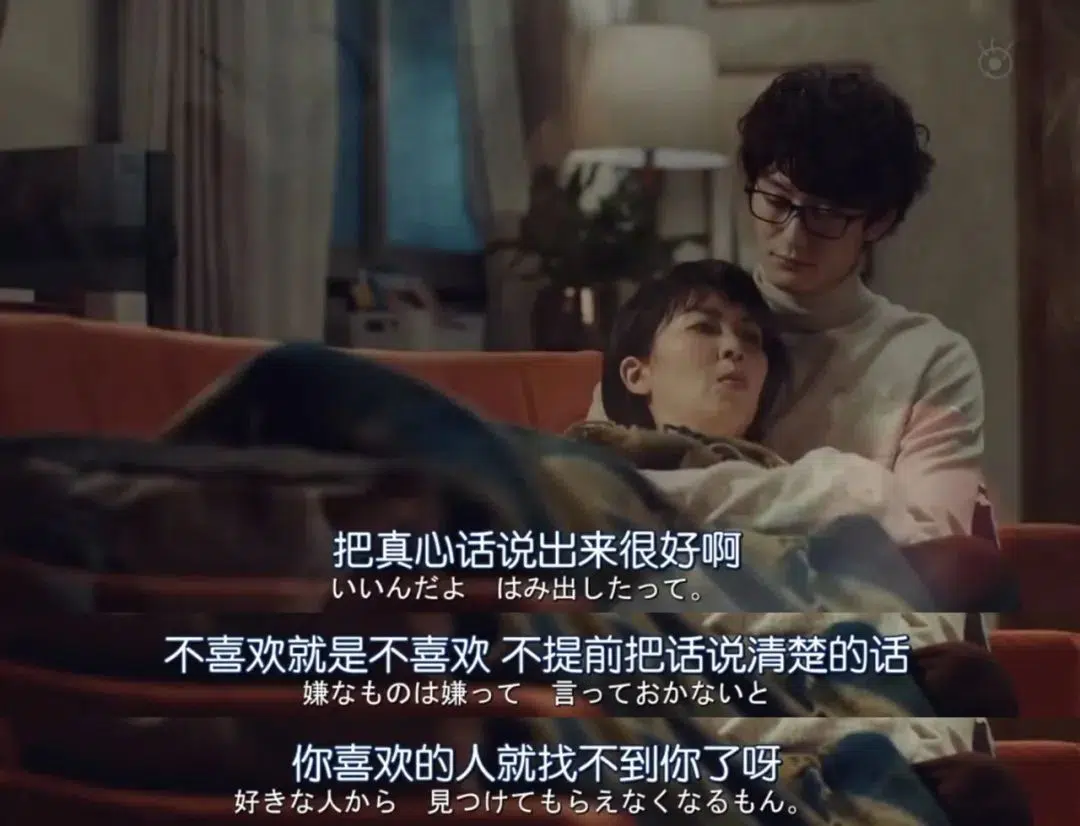 把真心话说出来很好啊
いいんだよ　はみ出したって。
不喜欢就是不喜欢 不提前把话说清楚的话
嫌なものは嫌って　言っておかないと
你喜欢的人就找不到你了呀
好きな人から　見つけてもらえなくなるもん。